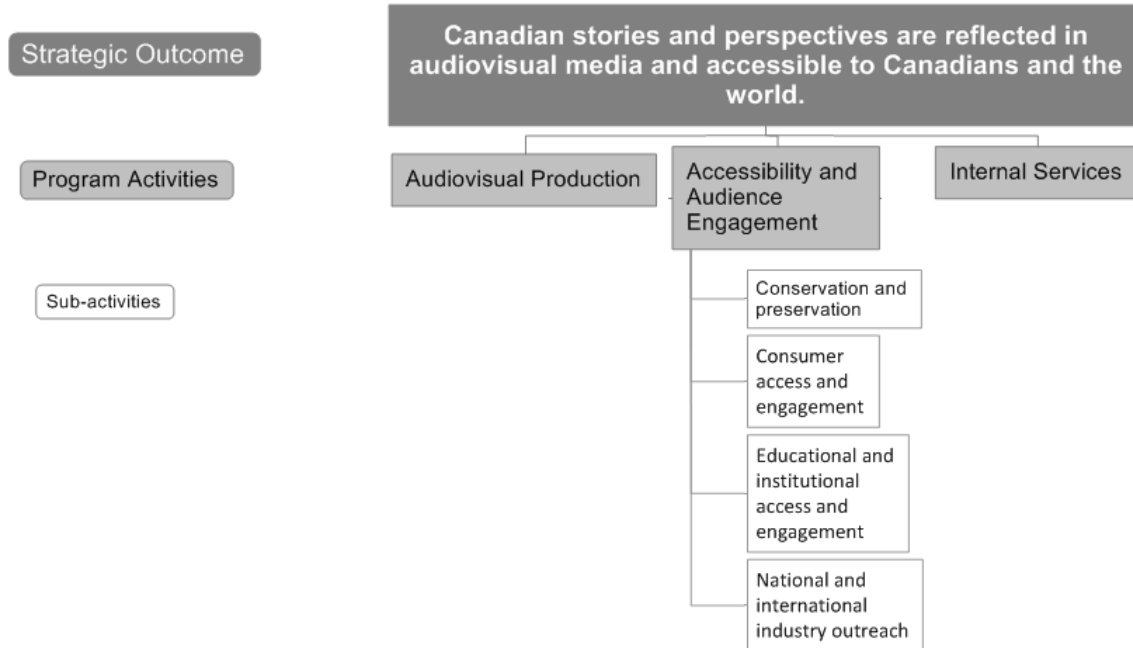 Strategic Outcome
Canadian stories and perspectives are reflected in
audiovisual media and accessible to Canadians and the
world.
Program Activities
Audiovisual Production
Accessibility and
Audience
Engagement
Internal Services
Sub-activities
Conservation and
preservation
Consumer
access and
engagement
Educational and
institutional
access and
engagement
National and
international
industry outreach